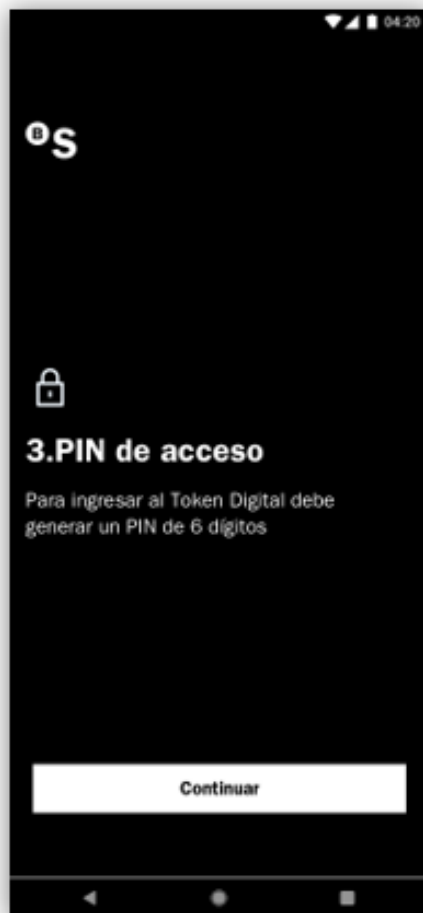 04:20
BS
3.PIN de acceso
Para ingresar al Token Digital debe
generar un PIN de 6 dígitos
Continuar